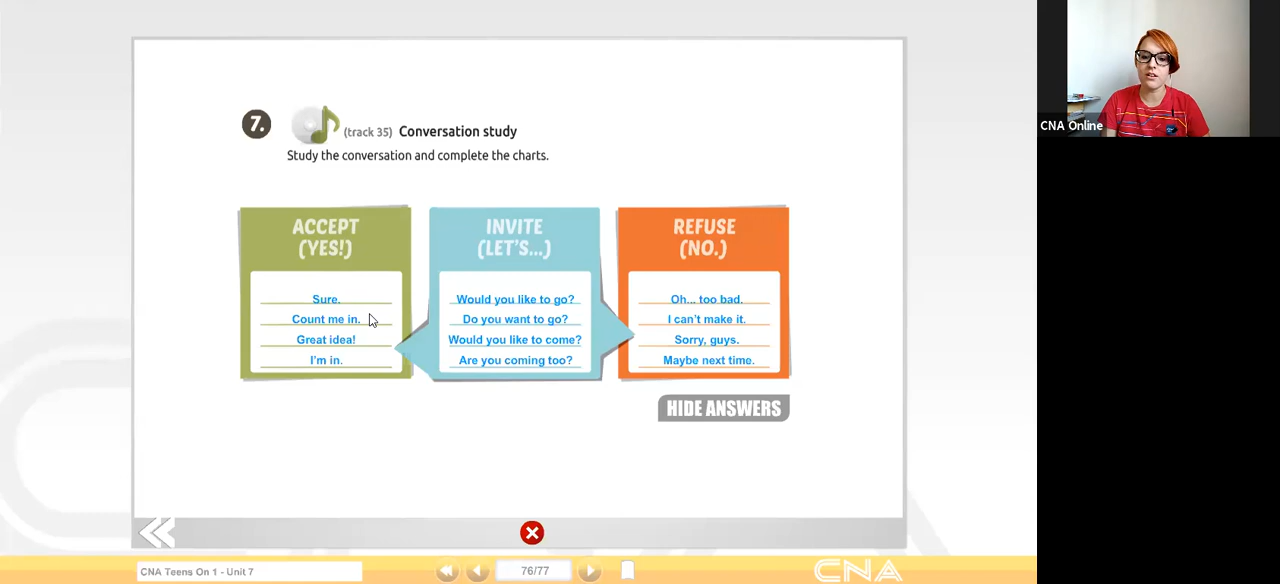 7.
(track 35) Conversation study
Study the conversation and complete the charts.
ACCEPT
(YES!)
Sure.
Count me in.
Great idea!
I'm in.
INVITE
(LET'S...)
Would you like to go?
Do you want to go?
Would you like to come?
Are you coming too?
REFUSE
(NO.)
Oh... too bad.
I can't make it.
Sorry, guys.
Maybe next time.
HIDE ANSWERS
CNA Teens On 1 - Unit 7
76/77
CNA
CNA Online